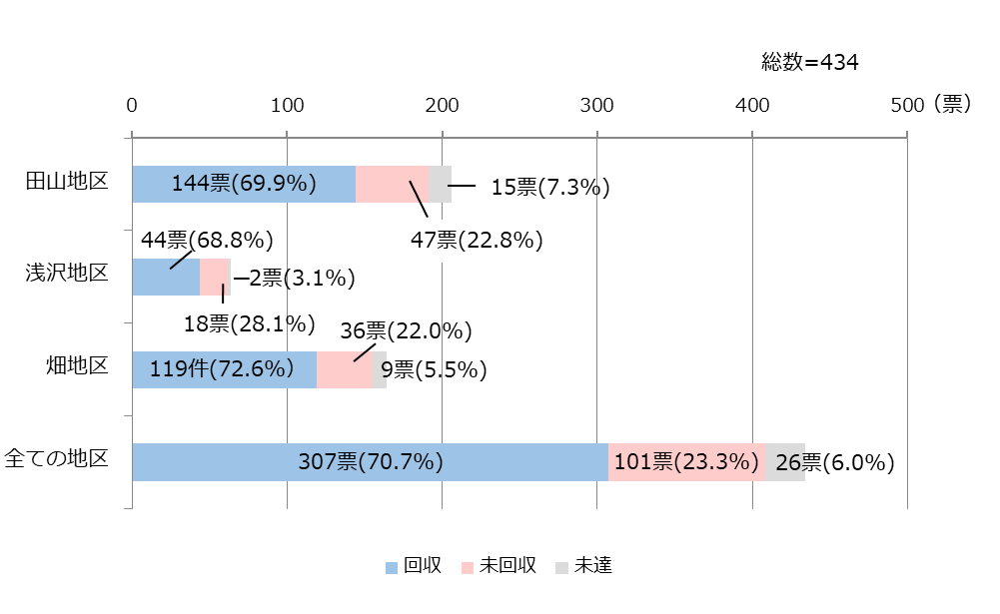 総数=434
0 100 200 300 400 500 （票）
田山地区
144票(69.9%)
15票(7.3%)
47票(22.8%)
44票(68.8%)
浅沢地区
2票(3.1%)
18票(28.1%)
36票(22.0%)
畑地区
119件(72.6%）
9票(5.5%)
全ての地区
307票(70.7%)
101票(23.3%)
26票(6.0%)
回収 未回収 未達